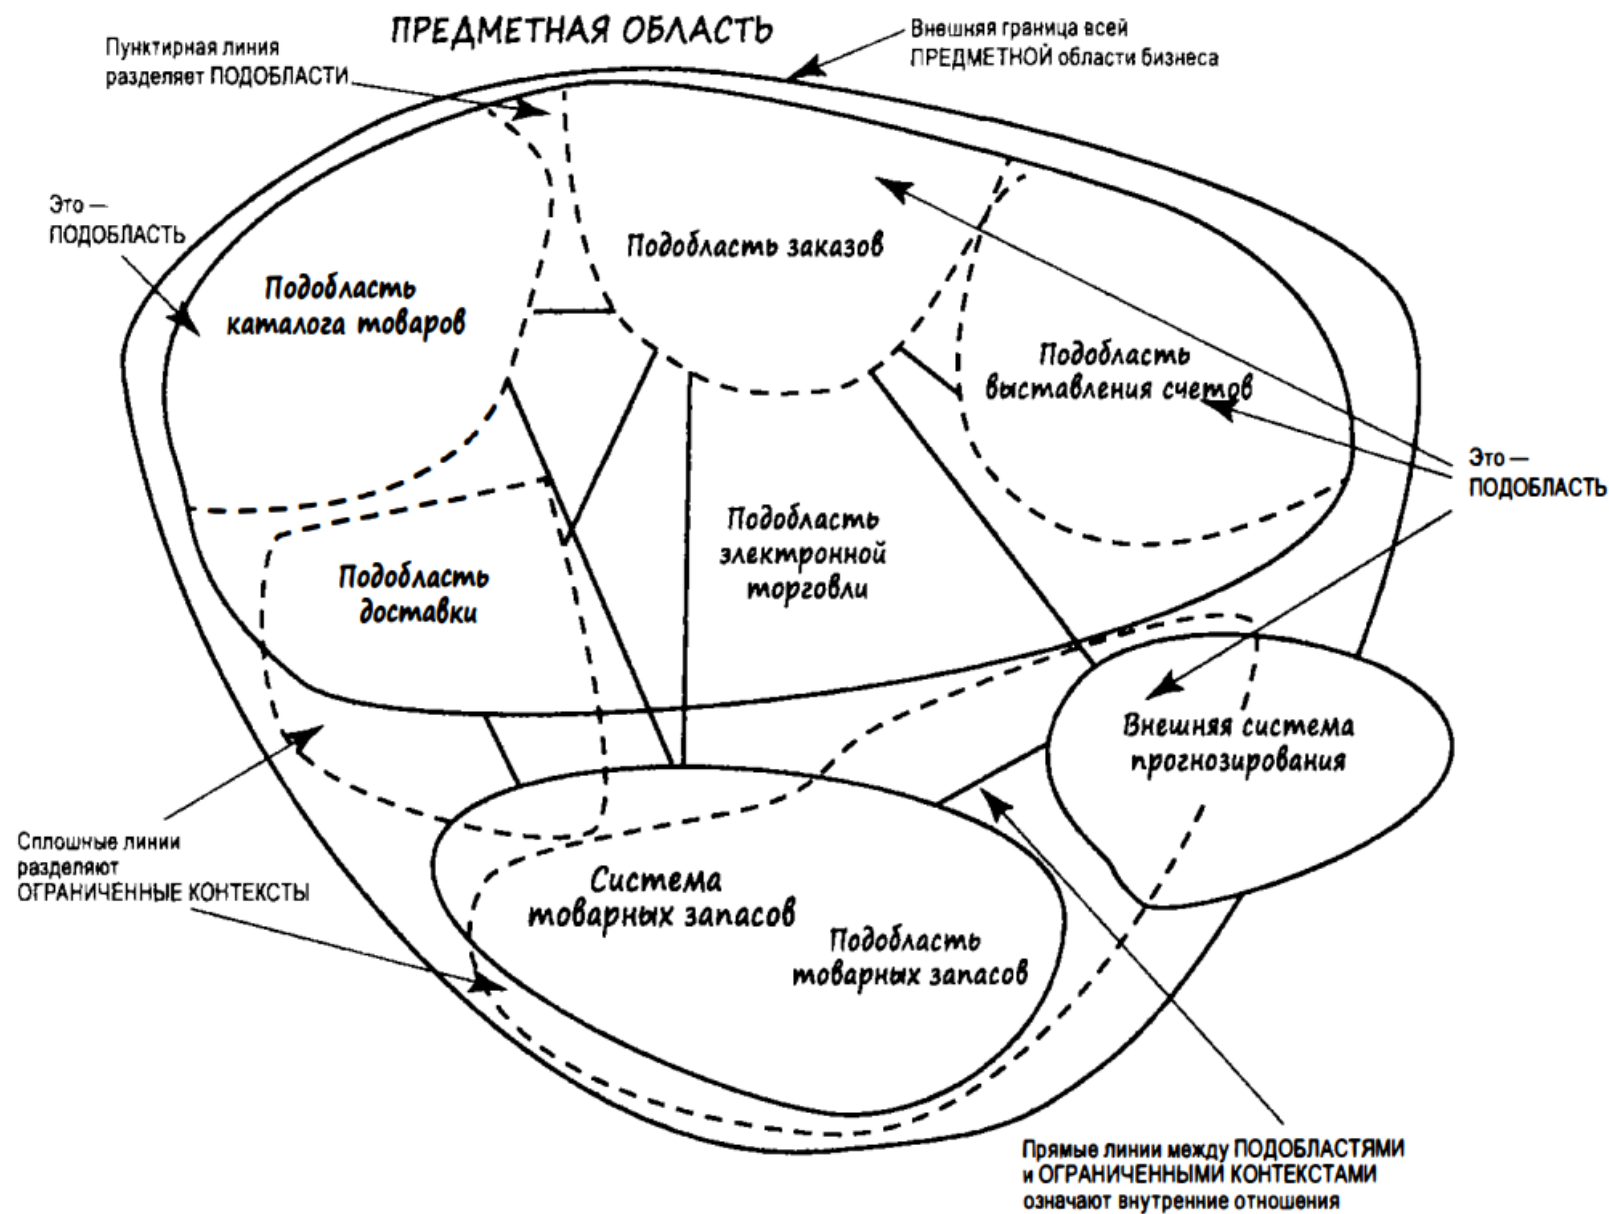 ПРЕДМЕТНАЯ ОБЛАСТЬ
Внешняя граница всей
ПРЕДМЕТНОЙ области бизнеса
Пунктирная линия
разделяет ПОДОБЛАСТИ
Это —
ПОДОБЛАСТЬ
Подобласть заказов
Подобласть
каталога товаров
Подобласть
выставления счетов
Это —
ПОДОБЛАСТЬ
Подобласть
электронной
торговли
Подобласть
доставки
Внешняя система
прогнозирования
Сплошные линии
разделяют
ОГРАНИЧЕННЫЕ КОНТЕКСТЫ
Система
товарных запасов
Подобласть
товарных запасов
Прямые линии между ПОДОБЛАСТЯМИ
и ОГРАНИЧЕННЫМИ КОНТЕКСТАМИ
означают внутренние отношения